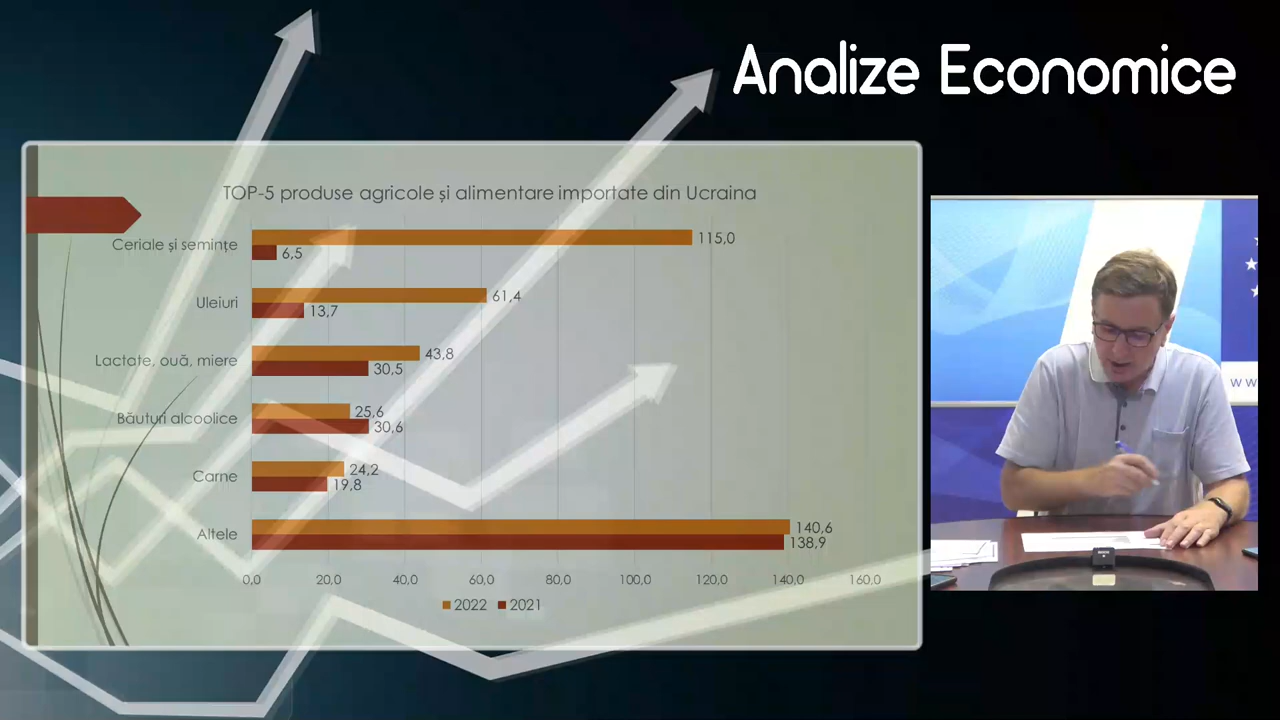 Analize Economice
TOP-5 produse agricole și alimentare importate din Ucraina
Ceriale și semințe
115,0
6,5
Uleiuri
61,4
13,7
Lactate, ouă, miere
43,8
30,5
Băuturi alcoolice
25,6
30,6
Carne
24,2
19,8
Altele
140,6
138,9
0,0 20,0 40,0 60,0 80,0 100,0 120,0 140,0 160,0
2022 2021
w w